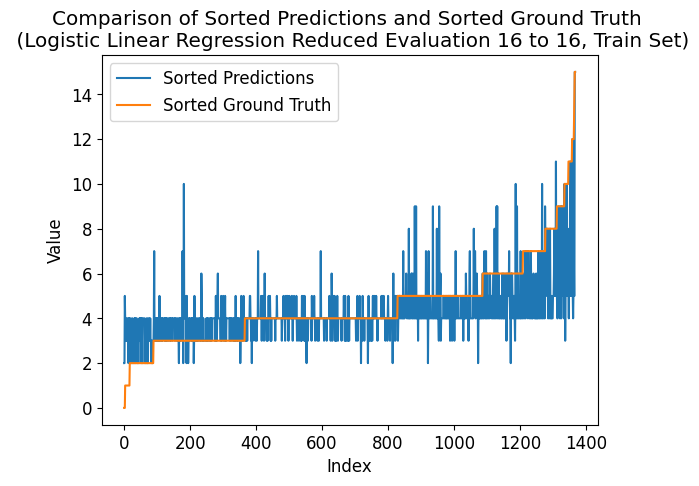 Comparison of Sorted Predictions and Sorted Ground Truth
(Logistic Linear Regression Reduced Evaluation 16 to 16, Train Set)
Sorted Predictions
Sorted Ground Truth
14
12
10
8
6
4
2
0
Value
0 200 400 600 800 1000 1200 1400
Index